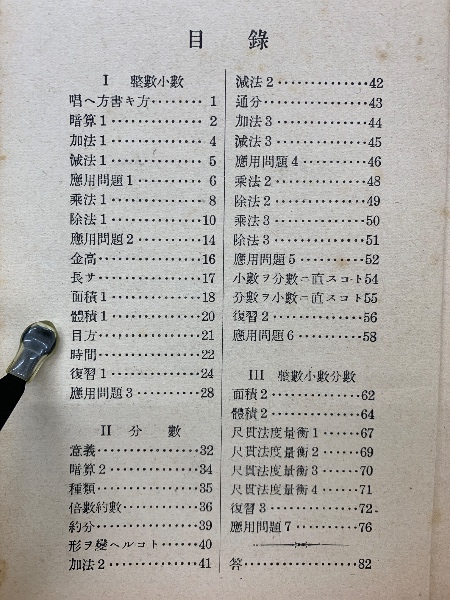 目錄
I 整數小數
唱ヘ方書キ方········· 1
暗算1·············· 2
加法1·············· 4
減法1·············· 5
應用問題1·········· 6
乘法1·············· 8
除法1··············10
應用問題2··········14
金高···············16
長サ···············17
面積1··············18
體積1··············20
目方···············21
時間···············22
復習1··············24
應用問題3··········28
II 分數
意義···············32
暗算2··············34
種類···············35
倍數約數···········36
約分···············39
形ヲ變ヘルコト·····40
加法2··············41
減法2··············42
通分···············43
加法3··············44
減法3··············45
應用問題4··········46
乘法2··············48
除法2··············49
乘法3··············50
除法3··············51
應用問題5··········52
小數ヲ分數ニ直スコト54
分數ヲ小數ニ直スコト55
復習2··············56
應用問題6··········58
III 整數小數分數
面積2··············62
體積2··············64
尺貫法度量衡1······67
尺貫法度量衡2······69
尺貫法度量衡3······70
尺貫法度量衡4······71
復習3··············72
應用問題7··········76
答·················82